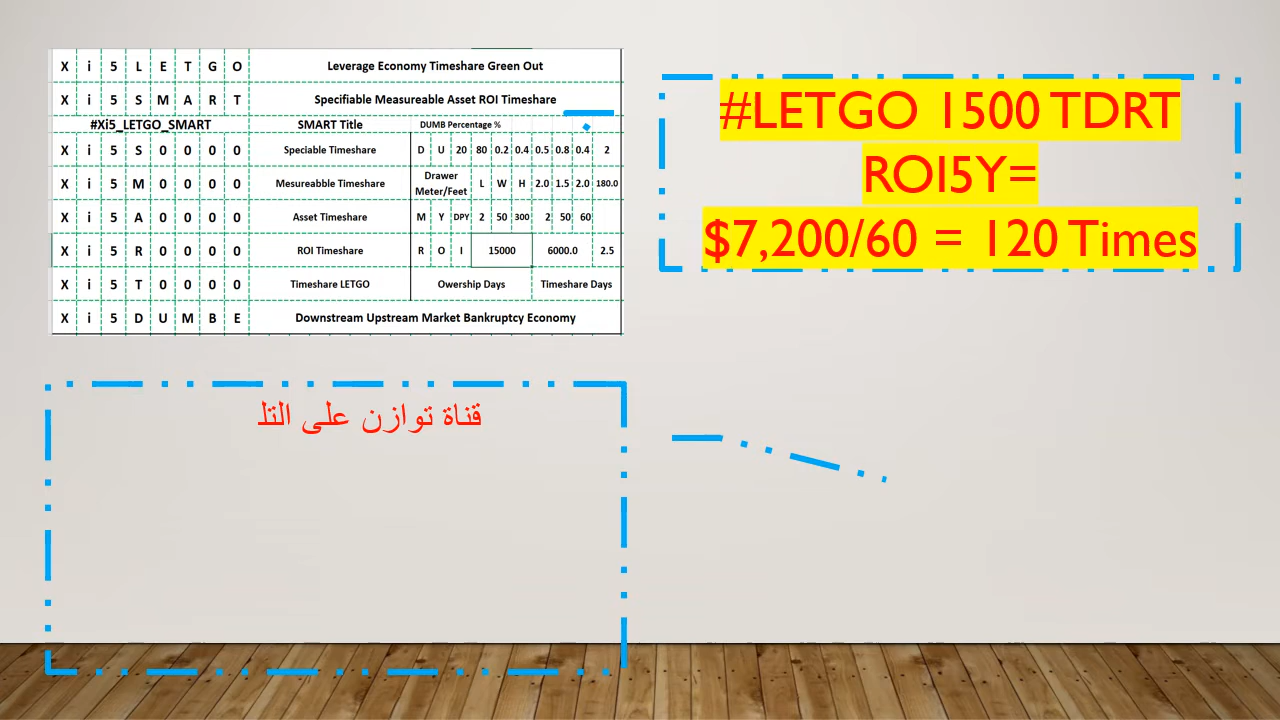 X i 5 L E T G O Leverage Economy Timeshare Green Out
X i 5 S M A R T Specifiable Measureable Asset ROI Timeshare
#Xi5_LETGO_SMART SMART Title DUMB Percentage %
X i 5 S 0 0 0 0 Speciable Timeshare D U 20 80 0.2 0.4 0.5 0.8 0.4 2
X i 5 M 0 0 0 0 Mesureabble Timeshare Drawer Meter/Feet L W H 2.0 1.5 2.0 180.0
X i 5 A 0 0 0 0 Asset Timeshare M Y DPY 2 50 300 2 50 60
X i 5 R 0 0 0 0 ROI Timeshare R O I 15000 6000.0 2.5
X i 5 T 0 0 0 0 Timeshare LETGO Owership Days Timeshare Days
X i 5 D U M B E Downstream Upstream Market Bankruptcy Economy
#LETGO 1500 TDRT
ROI5Y=
$7,200/60 = 120 Times
قناة توازن على التل